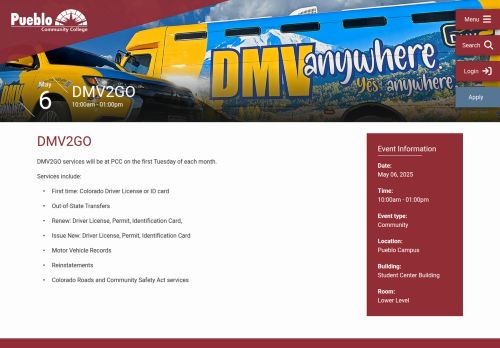 Pueblo
Community College
Menu
Search
Login
Apply
DMV anywhere.
Yes anywhere.
May
6
DMV2GO
10:00am - 01:00pm
DMV2GO
DMV2GO services will be at PCC on the first Tuesday of each month.
Services include:
• First time: Colorado Driver License or ID card
• Out-of-State Transfers
• Renew: Driver License, Permit, Identification Card,
• Issue New: Driver License, Permit, Identification Card
• Motor Vehicle Records
• Reinstatements
• Colorado Roads and Community Safety Act services
Event Information
Date:
May 06, 2025
Time:
10:00am - 01:00pm
Event type:
Community
Location:
Pueblo Campus
Building:
Student Center Building
Room:
Lower Level